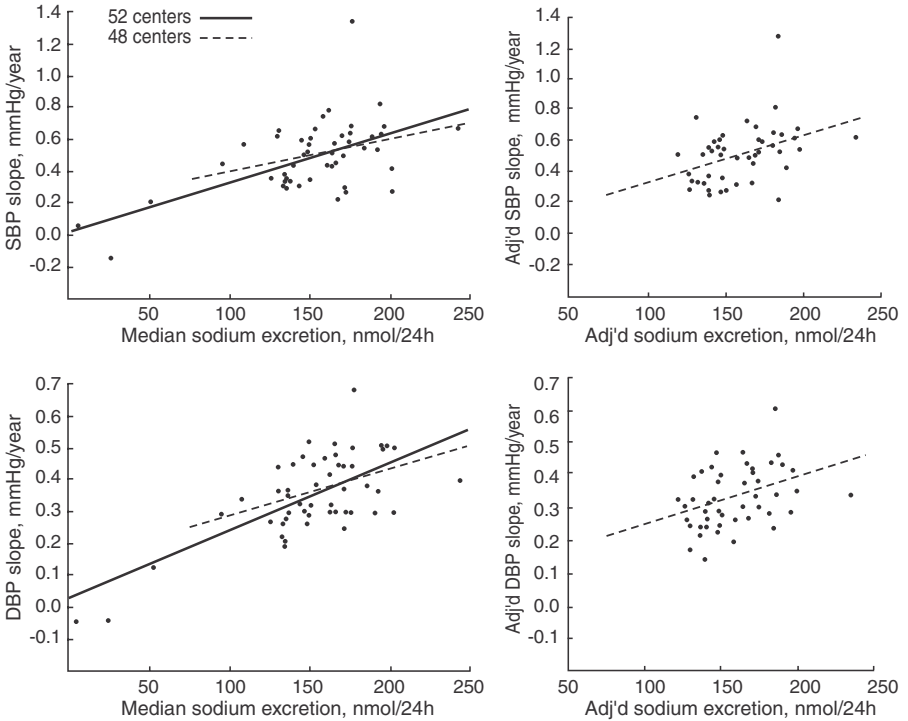 52 centers
48 centers
SBP slope, mmHg/year
1.4
1.2
1.0
0.8
0.6
0.4
0.2
0.0
-0.2
50 100 150 200 250
Median sodium excretion, nmol/24h
Adj'd SBP slope, mmHg/year
1.4
1.2
1.0
0.8
0.6
0.4
0.2
0.0
-0.2
50 100 150 200 250
Adj'd sodium excretion, nmol/24h
DBP slope, mmHg/year
0.7
0.6
0.5
0.4
0.3
0.2
0.1
0.0
-0.1
50 100 150 200 250
Median sodium excretion, nmol/24h
Adj'd DBP slope, mmHg/year
0.7
0.6
0.5
0.4
0.3
0.2
0.1
0.0
-0.1
50 100 150 200 250
Adj'd sodium excretion, nmol/24h